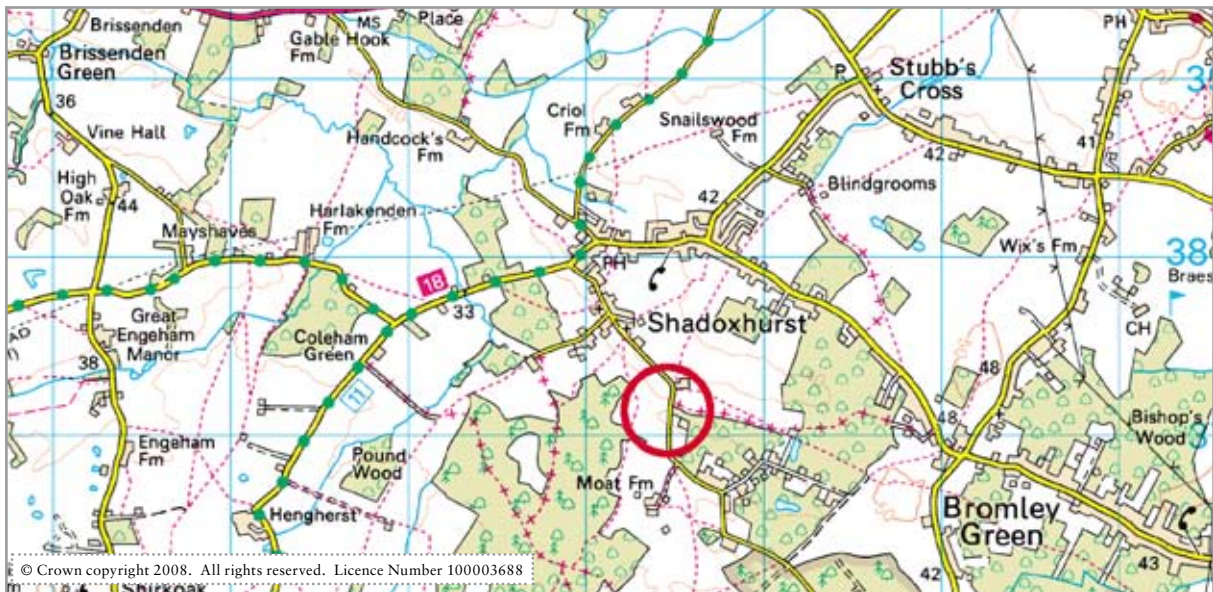 Brissenden
Brissenden
Green
36
Vine Hall
High
Oak
Fm
44
Mayshaves
MS
Gable Hook
Fm
Place
Handcock's
Fm
Harlakenden
Fm
Criol
Fm
Snailswood
Fm
P
Stubb's
Cross
PH
50
42
41
42
Blindgrooms
Wix's Fm
38
Braes
CH
PH
18
33
Great
Engeham
Manor
38
Coleham
Green
11
Shadoxhurst
48
48
Bishop's
Wood
Engeham
Fm
Pound
Wood
Moat Fm
Hengherst
Bromley
Green
42
43
© Crown copyright 2008. All rights reserved. Licence Number 100003688
Shirkoak